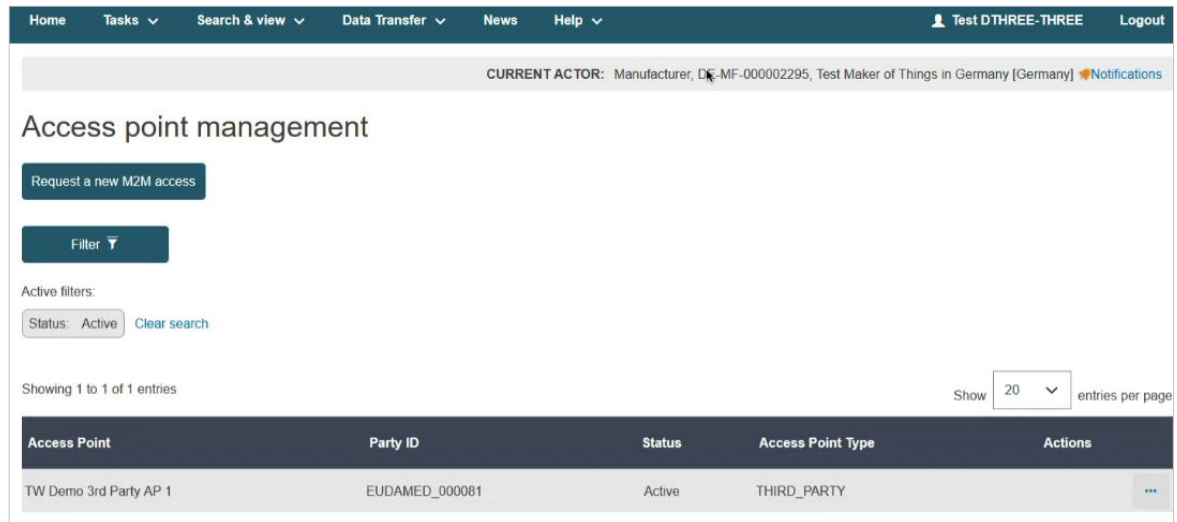 Home Tasks Search & view Data Transfer News Help Test DTHREE-THREE Logout
CURRENT ACTOR: Manufacturer, DE-MF-000002295, Test Maker of Things in Germany [Germany] Notifications
Access point management
Request a new M2M access
Filter
Active filters:
Status: Active Clear search
Showing 1 to 1 of 1 entries Show 20 entries per page
Access Point Party ID Status Access Point Type Actions
TW Demo 3rd Party AP 1 EUDAMED_000081 Active THIRD_PARTY ...